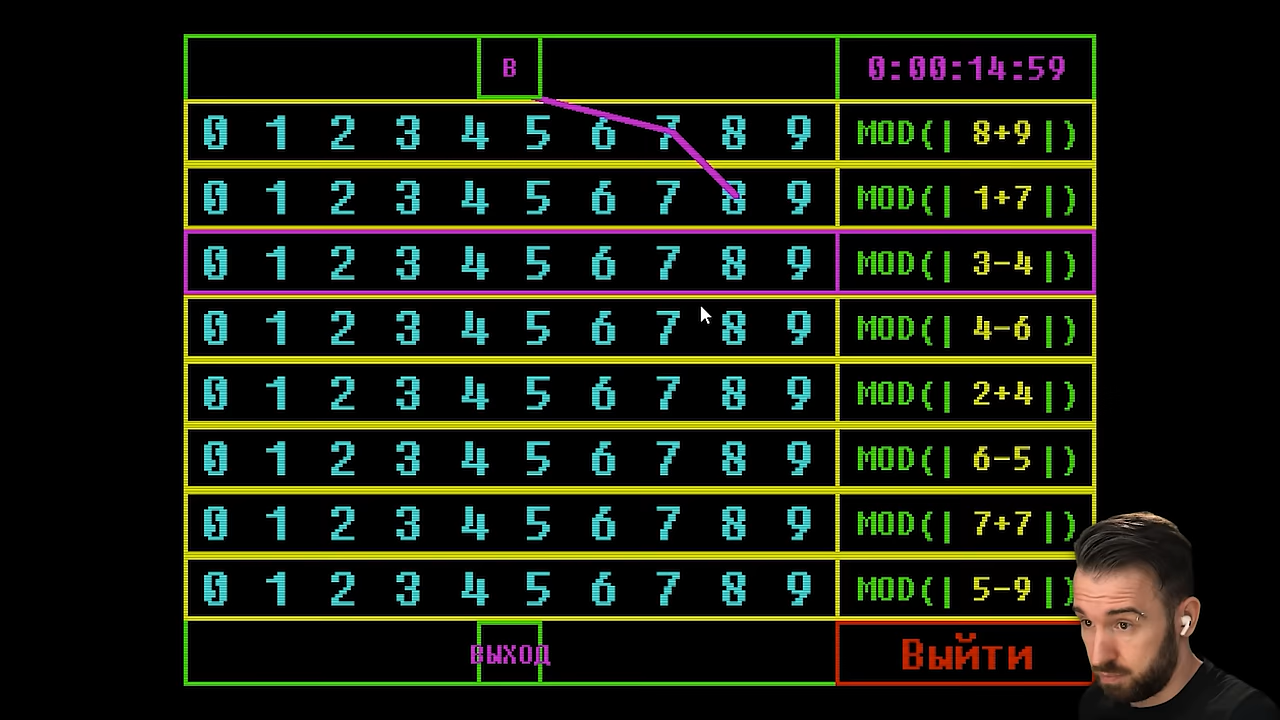 В 0:00:14:59
0 1 2 3 4 5 6 7 8 9 MOD(| 8+9 |)
0 1 2 3 4 5 6 7 8 9 MOD(| 1+7 |)
0 1 2 3 4 5 6 7 8 9 MOD(| 3-4 |)
0 1 2 3 4 5 6 7 8 9 MOD(| 4-6 |)
0 1 2 3 4 5 6 7 8 9 MOD(| 2+4 |)
0 1 2 3 4 5 6 7 8 9 MOD(| 6-5 |)
0 1 2 3 4 5 6 7 8 9 MOD(| 7+7 |)
0 1 2 3 4 5 6 7 8 9 MOD(| 5-9 |)
ВЫХОД Выйти